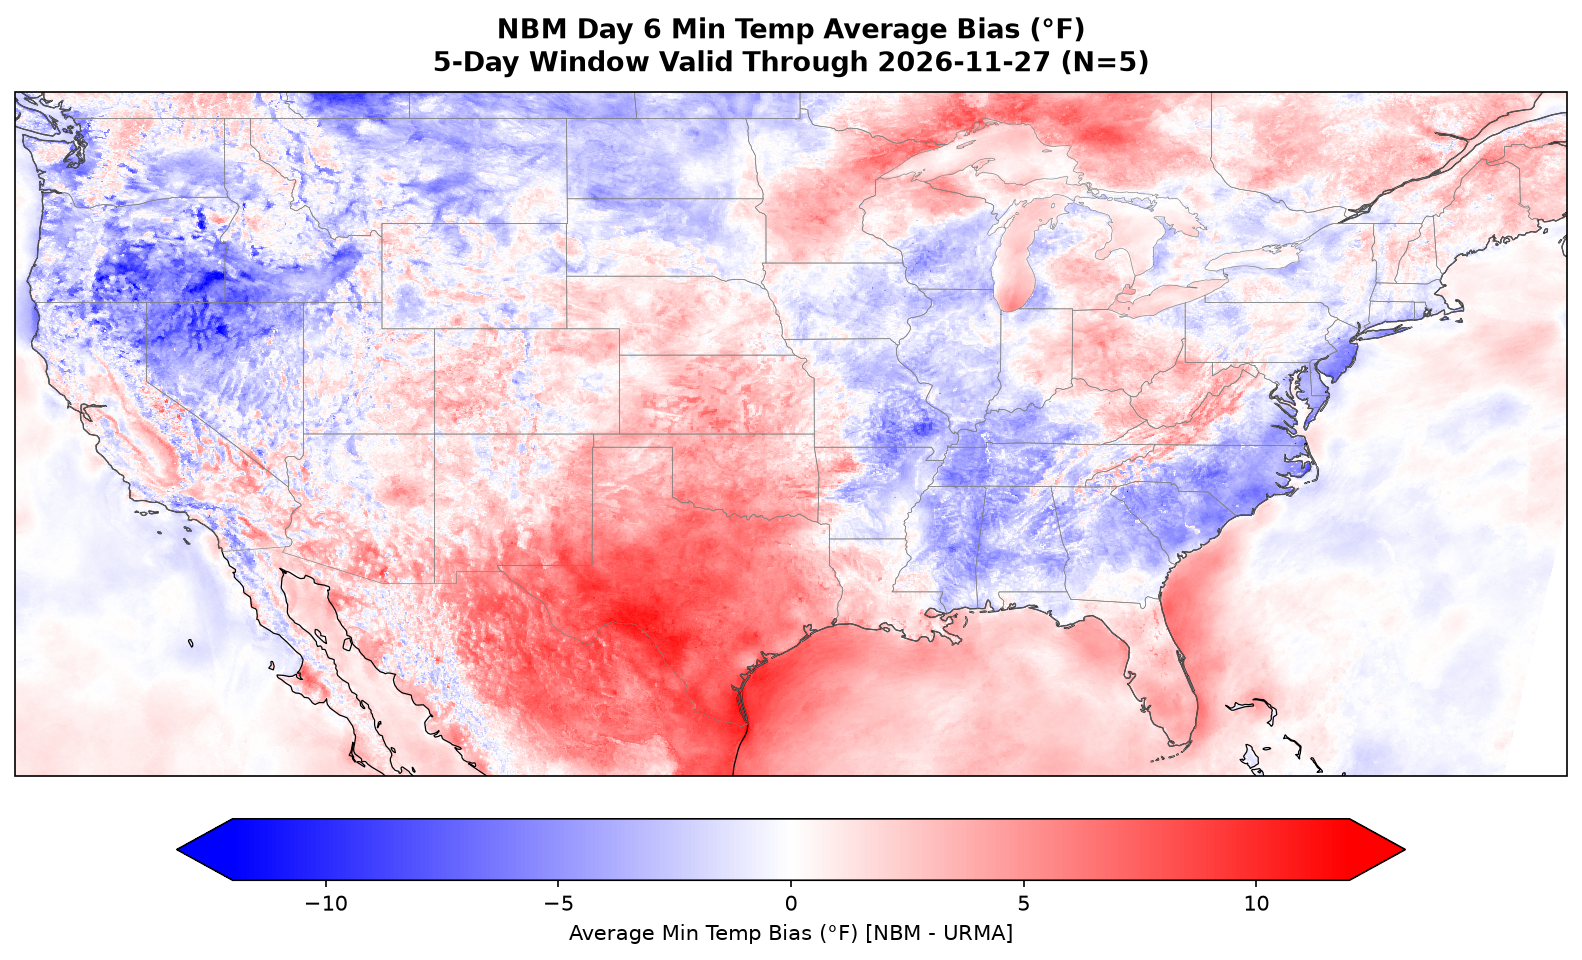 NBM Day 6 Min Temp Average Bias (°F)
5-Day Window Valid Through 2026-11-27 (N=5)
−10 −5 0 5 10
Average Min Temp Bias (°F) [NBM - URMA]